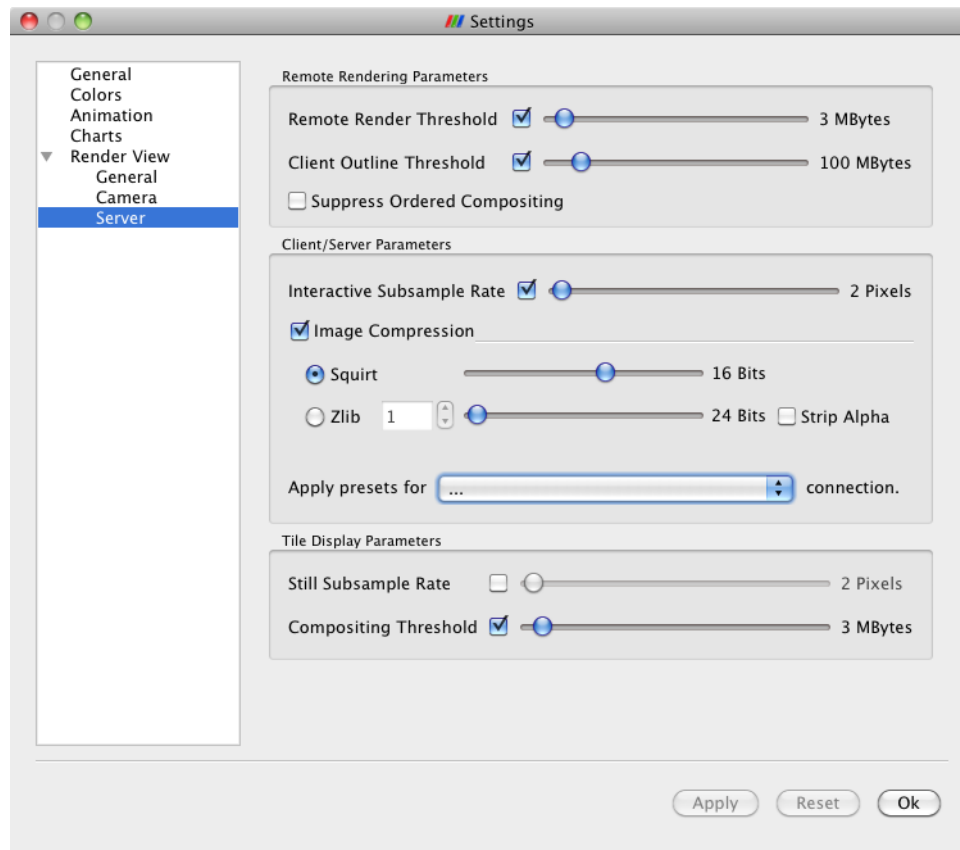 Settings
General
Colors
Animation
Charts
Render View
General
Camera
Server
Remote Rendering Parameters
Remote Render Threshold 3 MBytes
Client Outline Threshold 100 MBytes
Suppress Ordered Compositing
Client/Server Parameters
Interactive Subsample Rate 2 Pixels
Image Compression
Squirt 16 Bits
Zlib 1 24 Bits Strip Alpha
Apply presets for ... connection.
Tile Display Parameters
Still Subsample Rate 2 Pixels
Compositing Threshold 3 MBytes
Apply Reset Ok